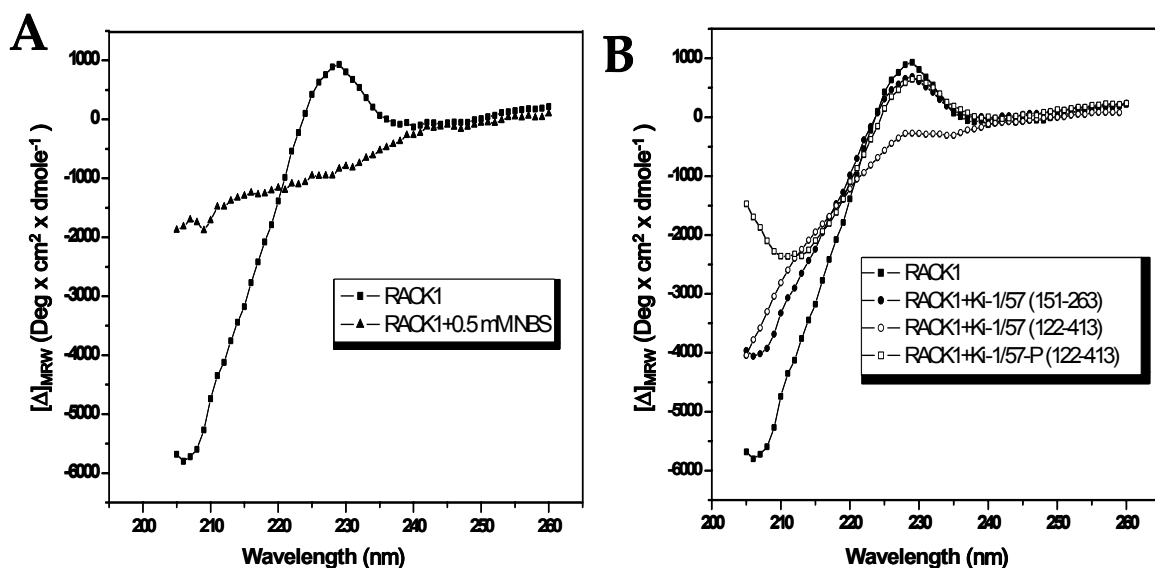 A
[Δ]MRW (Deg x cm² x dmole⁻¹)
1000
0
-1000
-2000
-3000
-4000
-5000
-6000
RACK1
RACK1+0.5 mM NBS
200
210
220
230
240
250
260
Wavelength (nm)
B
[Δ]MRW (Deg x cm² x dmole⁻¹)
1000
0
-1000
-2000
-3000
-4000
-5000
-6000
RACK1
RACK1+Ki-1/57 (151-263)
RACK1+Ki-1/57 (122-413)
RACK1+Ki-1/57-P (122-413)
200
210
220
230
240
250
260
Wavelength (nm)